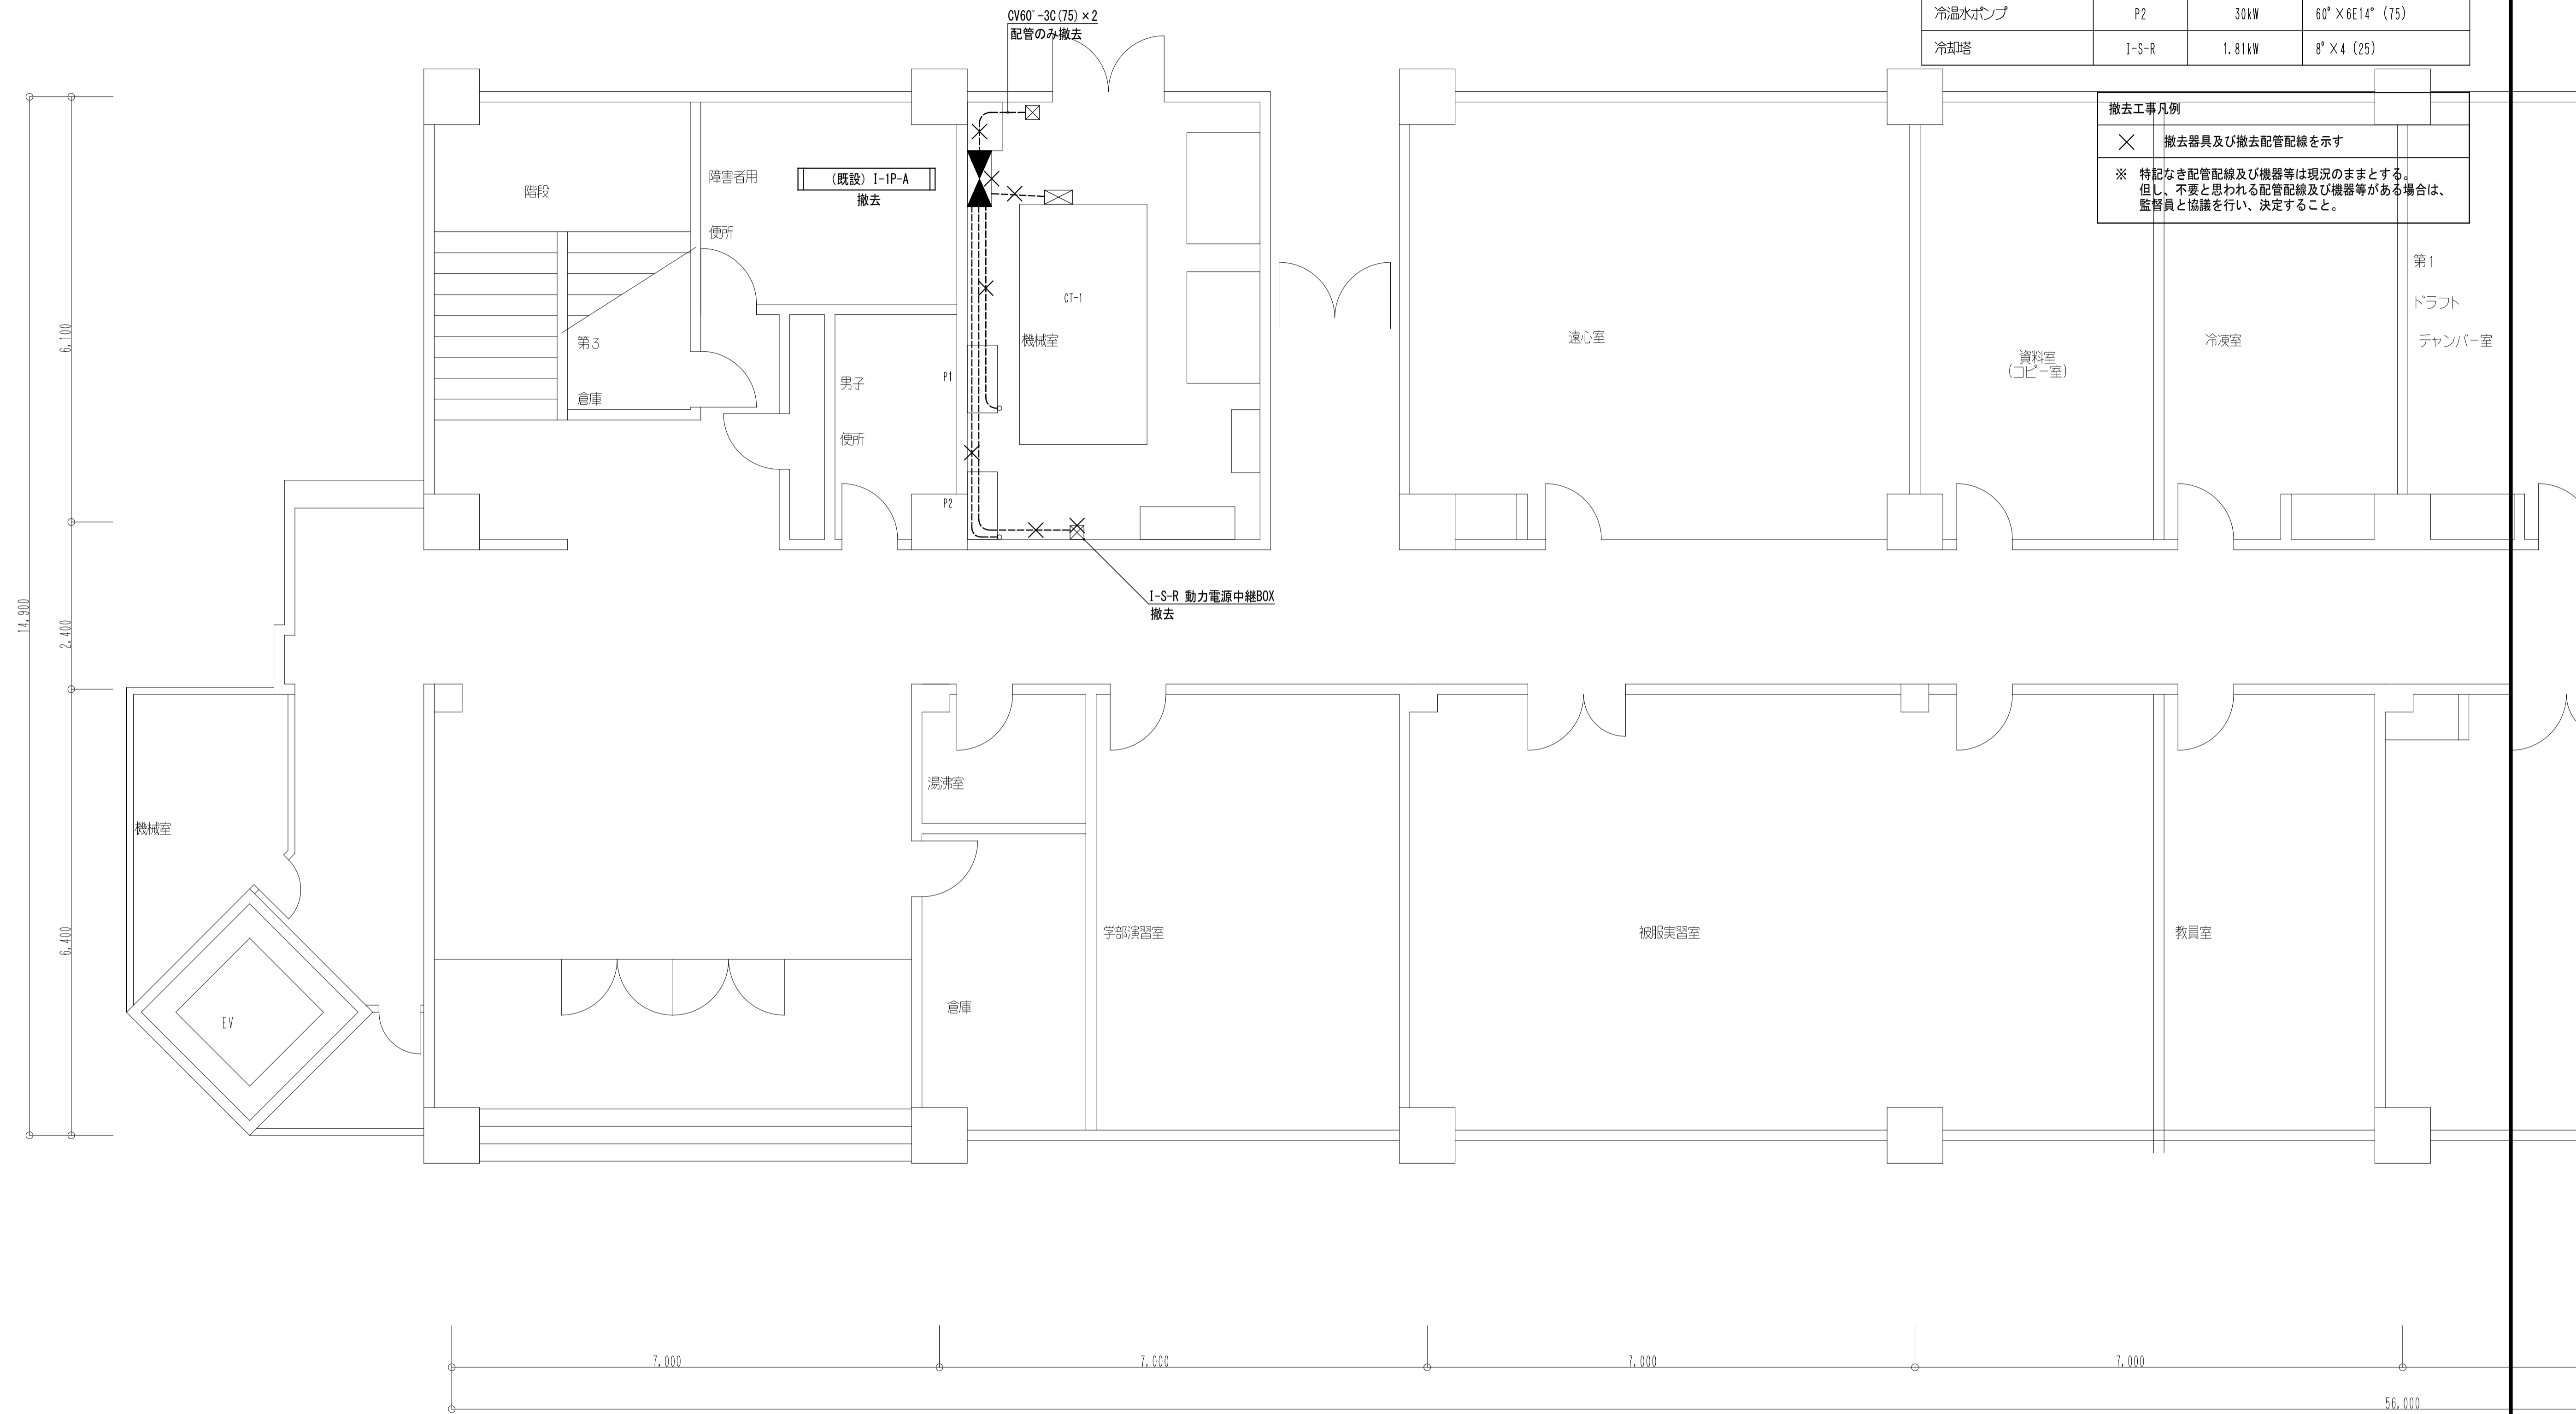 CV60°-3C(75)×2
配管のみ撤去
冷温水ポンプ P2 30kW 60°×6E14°(75)
冷却塔 I-S-R 1.81kW 8°×4 (25)
撤去工事凡例
× 撤去器具及び撤去配管配線を示す
※ 特記なき配管配線及び機器等は現況のままとする。
但し、不要と思われる配管配線及び機器等がある場合は、
監督員と協議を行い、決定すること。
階段
障害者用
便所
(既設) I-1P-A
撤去
第3
倉庫
男子
便所
P1
P2
CT-1
機械室
遠心室
資料室
(コピー室)
冷凍室
第1
ドラフト
チャンバー室
I-S-R 動力電源中継BOX
撤去
14,900
6,100
2,400
6,400
機械室
EV
湯沸室
倉庫
学部演習室
被服実習室
教員室
7,000
7,000
7,000
7,000
56,000